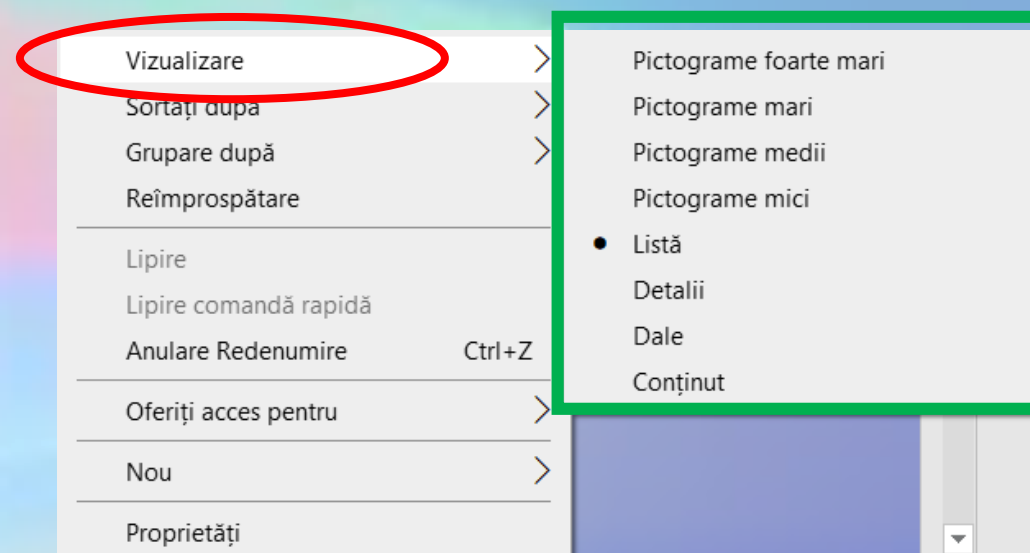 Vizualizare
Sortați după
Grupare după
Reîmprospătare
Lipire
Lipire comandă rapidă
Anulare Redenumire Ctrl+Z
Oferiți acces pentru
Nou
Proprietăți
Pictograme foarte mari
Pictograme mari
Pictograme medii
Pictograme mici
Listă
Detalii
Dale
Conținut